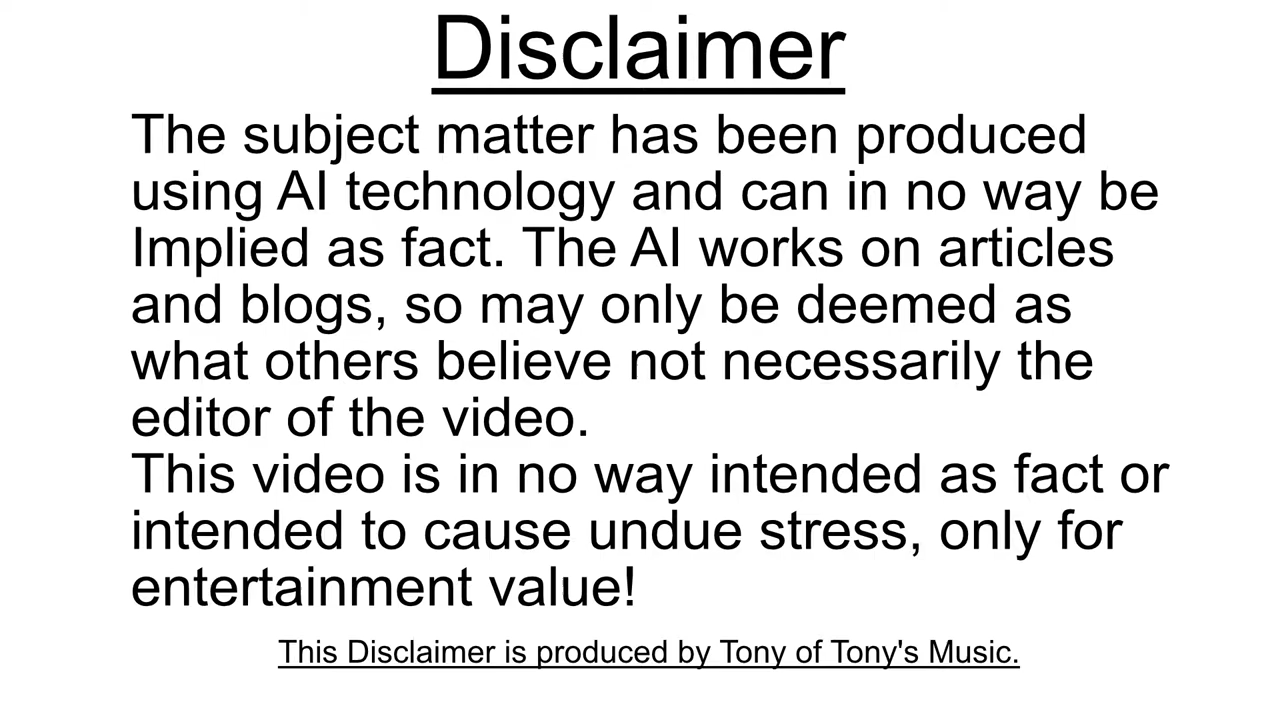 Disclaimer
The subject matter has been produced
using AI technology and can in no way be
Implied as fact. The AI works on articles
and blogs, so may only be deemed as
what others believe not necessarily the
editor of the video.
This video is in no way intended as fact or
intended to cause undue stress, only for
entertainment value!
This Disclaimer is produced by Tony of Tony's Music.